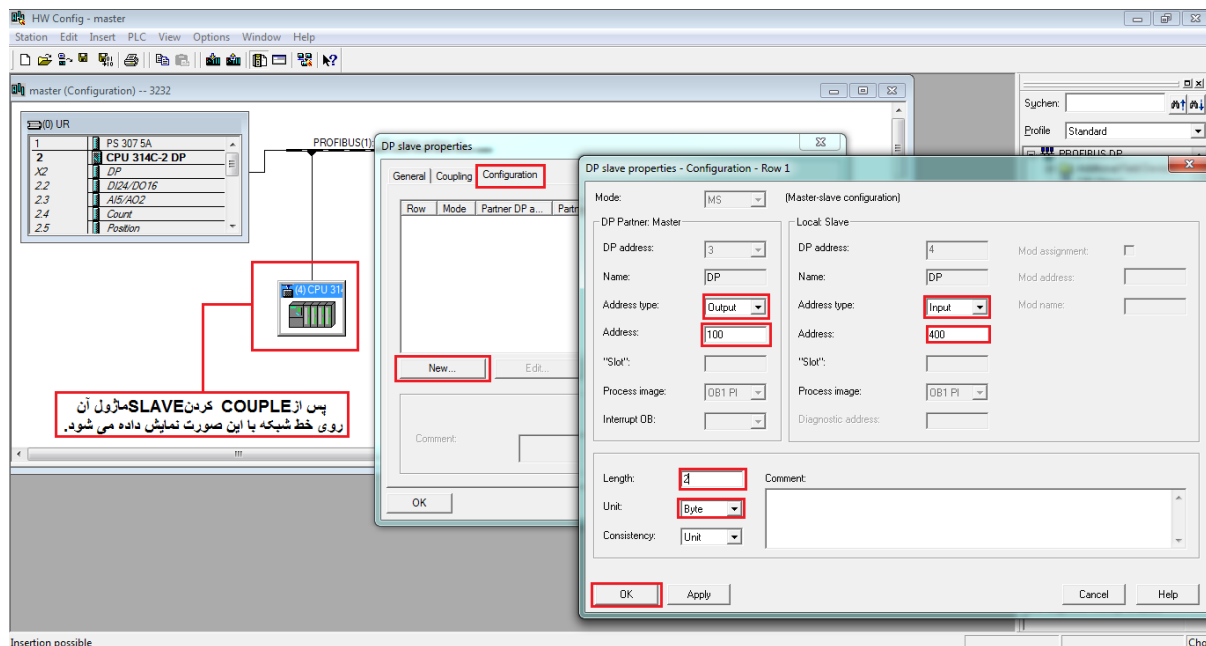 HW Config - master
Station Edit Insert PLC View Options Window Help
master (Configuration) -- 3232
(0) UR
1 PS 307 5A
2 CPU 314C-2 DP
X2 DP
2.2 DI24/DO16
2.3 AI5/AO2
2.4 Count
2.5 Position
PROFIBUS(1):
(4) CPU 314
پس از COUPLE کردن SLAVE ماژول آن
روی خط شبکه با این صورت نمایش داده می شود.
DP slave properties
General Coupling Configuration
Row Mode Partner DP a... Partn
New... Edit...
Comment:
OK
DP slave properties - Configuration - Row 1
Mode: MS (Master-slave configuration)
DP Partner: Master Local: Slave
DP address: 3 DP address: 4 Mod assignment:
Name: DP Name: DP Mod address:
Address type: Output Address type: Input Mod name:
Address: 100 Address: 400
"Slot": "Slot":
Process image: OB1 PI Process image: OB1 PI
Interrupt OB: Diagnostic address:
Length: 2 Comment:
Unit: Byte
Consistency: Unit
OK Apply Cancel Help
Suchen:
Profile Standard
PROFIBUS DP
Insertion possible
Chg